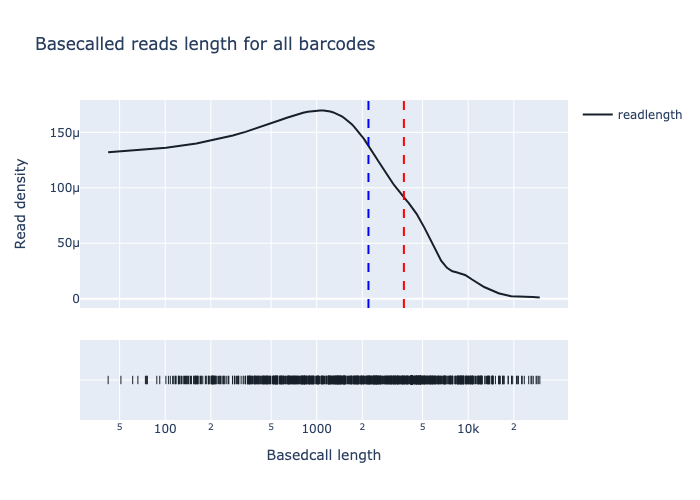 Basecalled reads length for all barcodes
readlength
150μ
100μ
50μ
0
Read density
5 100 2 5 1000 2 5 10k 2
Basedcall length